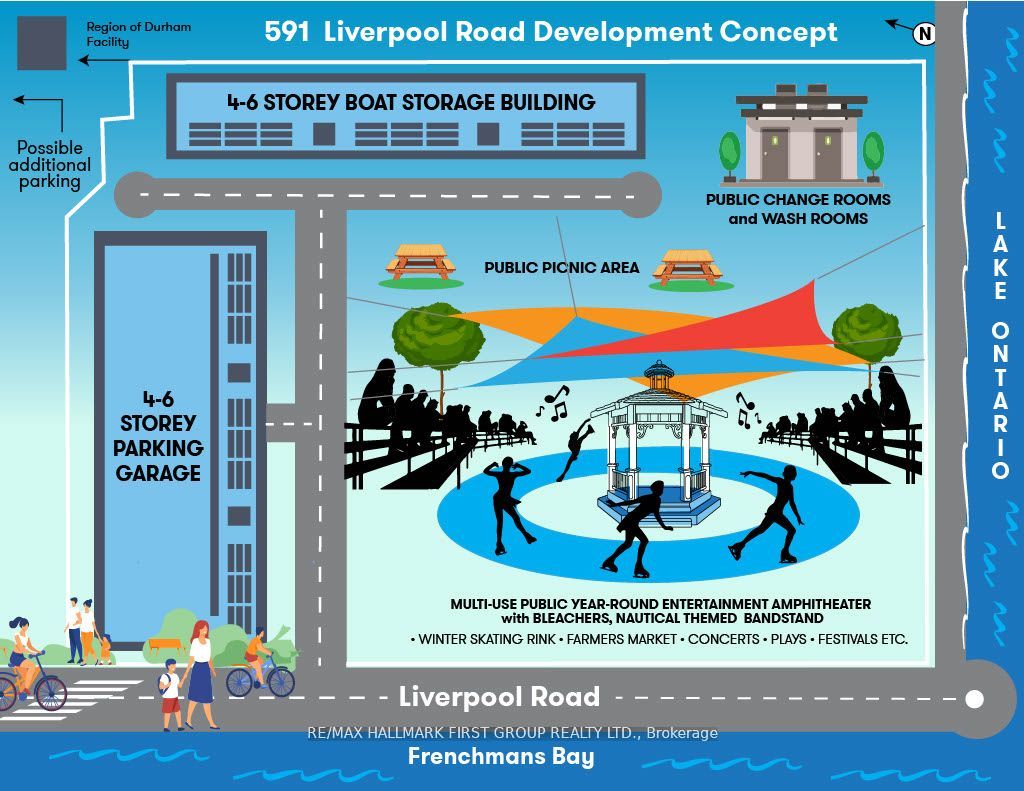 Region of Durham
Facility
591 Liverpool Road Development Concept
N
4-6 STOREY BOAT STORAGE BUILDING
Possible
additional
parking
PUBLIC CHANGE ROOMS
and WASH ROOMS
PUBLIC PICNIC AREA
LAKE ONTARIO
4-6
STOREY
PARKING
GARAGE
MULTI-USE PUBLIC YEAR-ROUND ENTERTAINMENT AMPHITHEATER
with BLEACHERS, NAUTICAL THEMED BANDSTAND
• WINTER SKATING RINK • FARMERS MARKET • CONCERTS • PLAYS • FESTIVALS ETC.
Liverpool Road
RE/MAX HALLMARK FIRST GROUP REALTY LTD., Brokerage
Frenchmans Bay